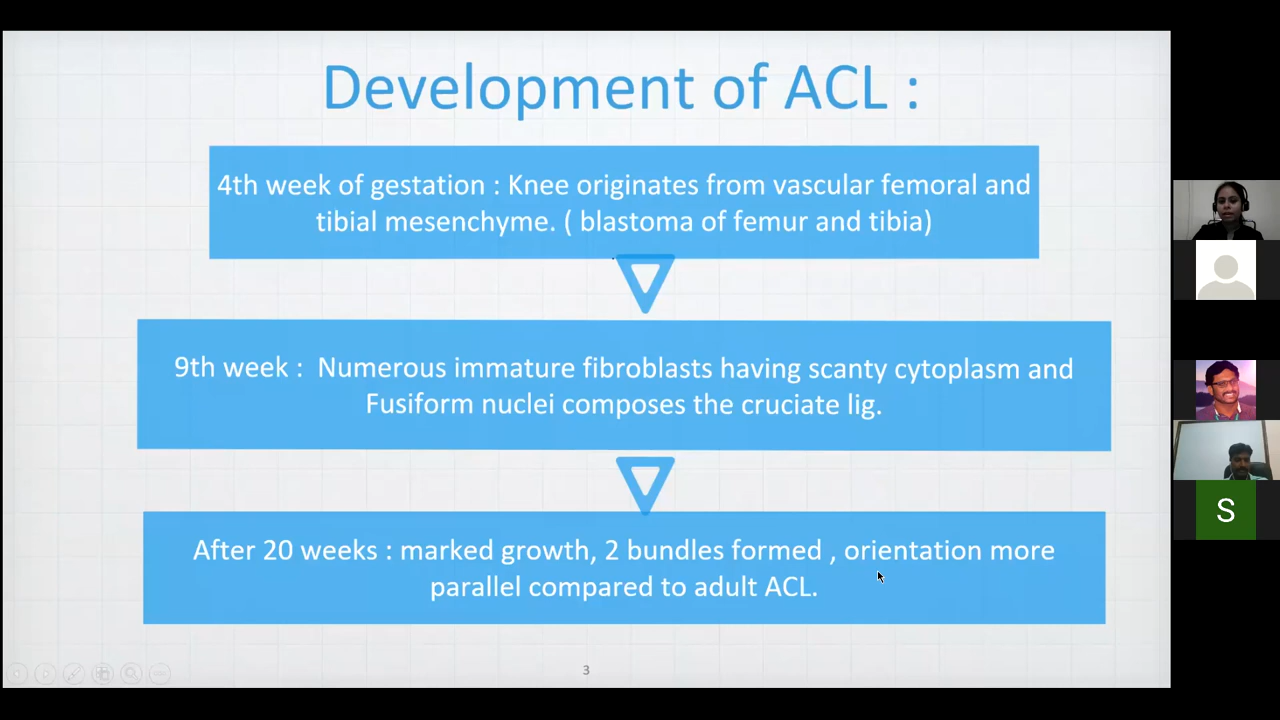 Development of ACL :
4th week of gestation : Knee originates from vascular femoral and
tibial mesenchyme. ( blastoma of femur and tibia)
9th week :  Numerous immature fibroblasts having scanty cytoplasm and
Fusiform nuclei composes the cruciate lig.
After 20 weeks : marked growth, 2 bundles formed , orientation more
parallel compared to adult ACL.
3
S